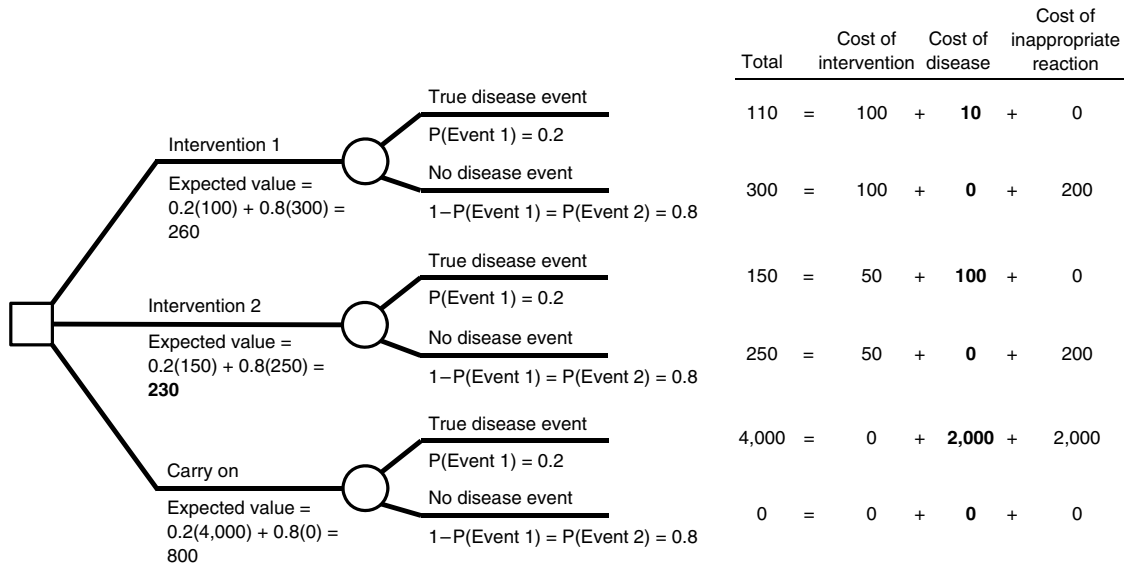 Total
Cost of
intervention
Cost of
disease
Cost of
inappropriate
reaction
Intervention 1
Expected value =
0.2(100) + 0.8(300) =
260
True disease event
P(Event 1) = 0.2
110 = 100 + 10 + 0
No disease event
1−P(Event 1) = P(Event 2) = 0.8
300 = 100 + 0 + 200
Intervention 2
Expected value =
0.2(150) + 0.8(250) =
230
True disease event
P(Event 1) = 0.2
150 = 50 + 100 + 0
No disease event
1−P(Event 1) = P(Event 2) = 0.8
250 = 50 + 0 + 200
Carry on
Expected value =
0.2(4,000) + 0.8(0) =
800
True disease event
P(Event 1) = 0.2
4,000 = 0 + 2,000 + 2,000
No disease event
1−P(Event 1) = P(Event 2) = 0.8
0 = 0 + 0 + 0